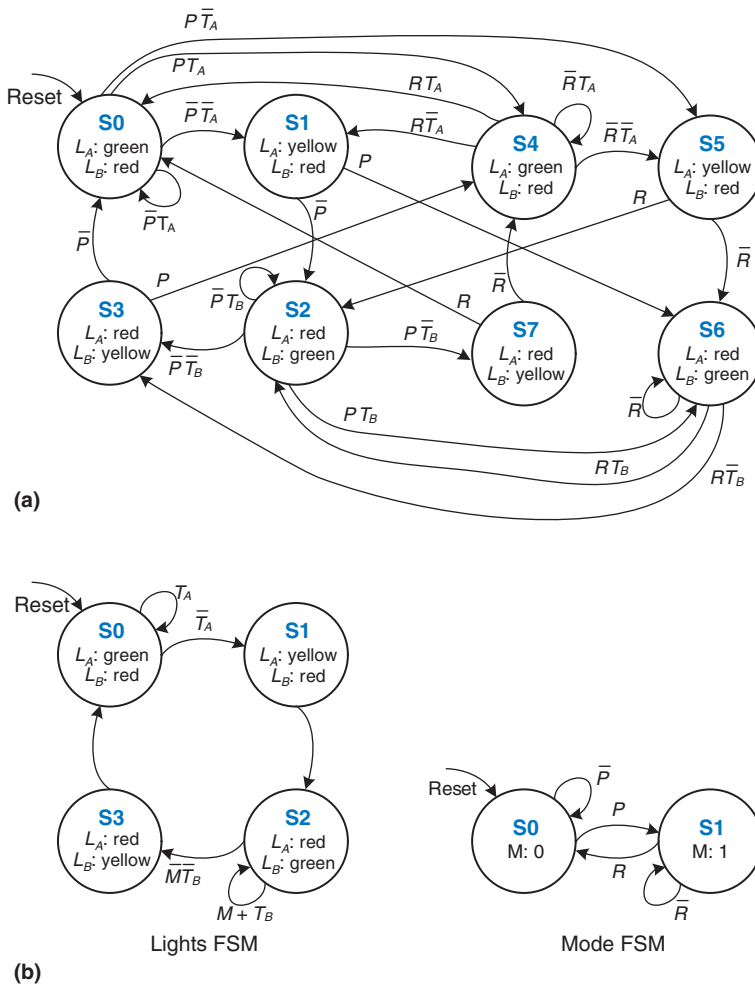 P T̅A
PTA
RTA
R̅TA
Reset
P̅ T̅A
RT̅A
R̅T̅A
S0
LA: green
LB: red
S1
LA: yellow
LB: red
S4
LA: green
LB: red
S5
LA: yellow
LB: red
P
R
P̅TA
P̅
P̅
R̅
P
R
R̅
S3
LA: red
LB: yellow
P̅ TB
S2
LA: red
LB: green
P T̅B
S7
LA: red
LB: yellow
S6
LA: red
LB: green
P̅ T̅B
R̅
P TB
RTB
RT̅B
(a)
Reset
TA
T̅A
S0
LA: green
LB: red
S1
LA: yellow
LB: red
S3
LA: red
LB: yellow
S2
LA: red
LB: green
M̅T̅B
M + TB
Lights FSM
Reset
P̅
S0
M: 0
P
R
S1
M: 1
R̅
Mode FSM
(b)